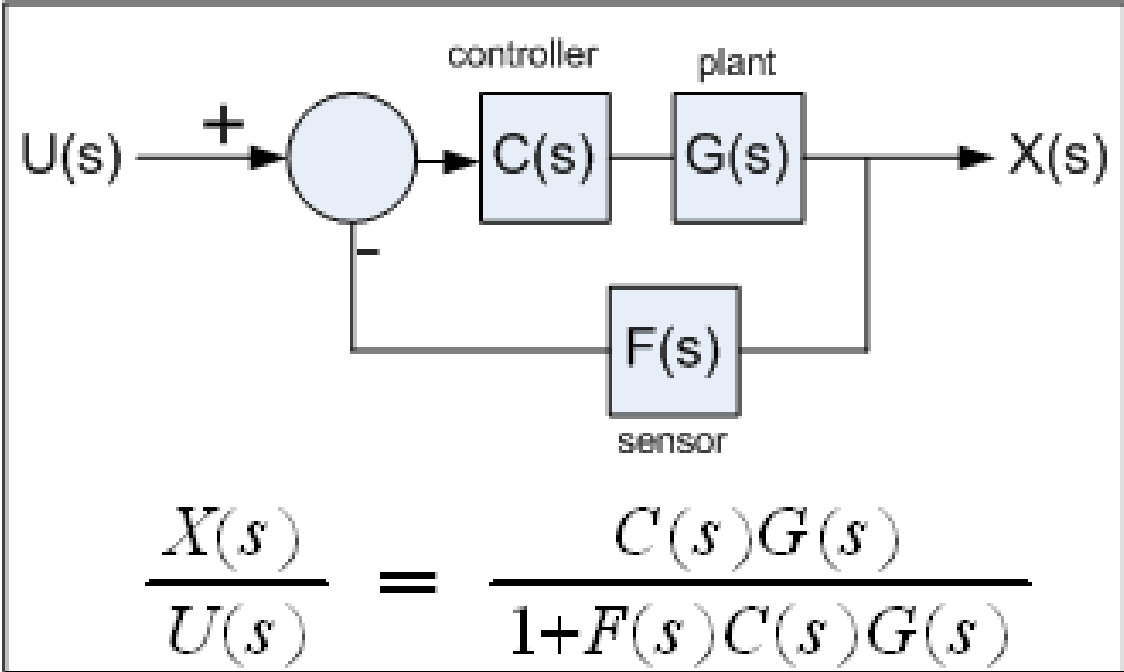 controller plant
+
U(s) C(s) G(s) X(s)
-
F(s)
sensor
X(s) / U(s) = C(s)G(s) / 1+F(s)C(s)G(s)